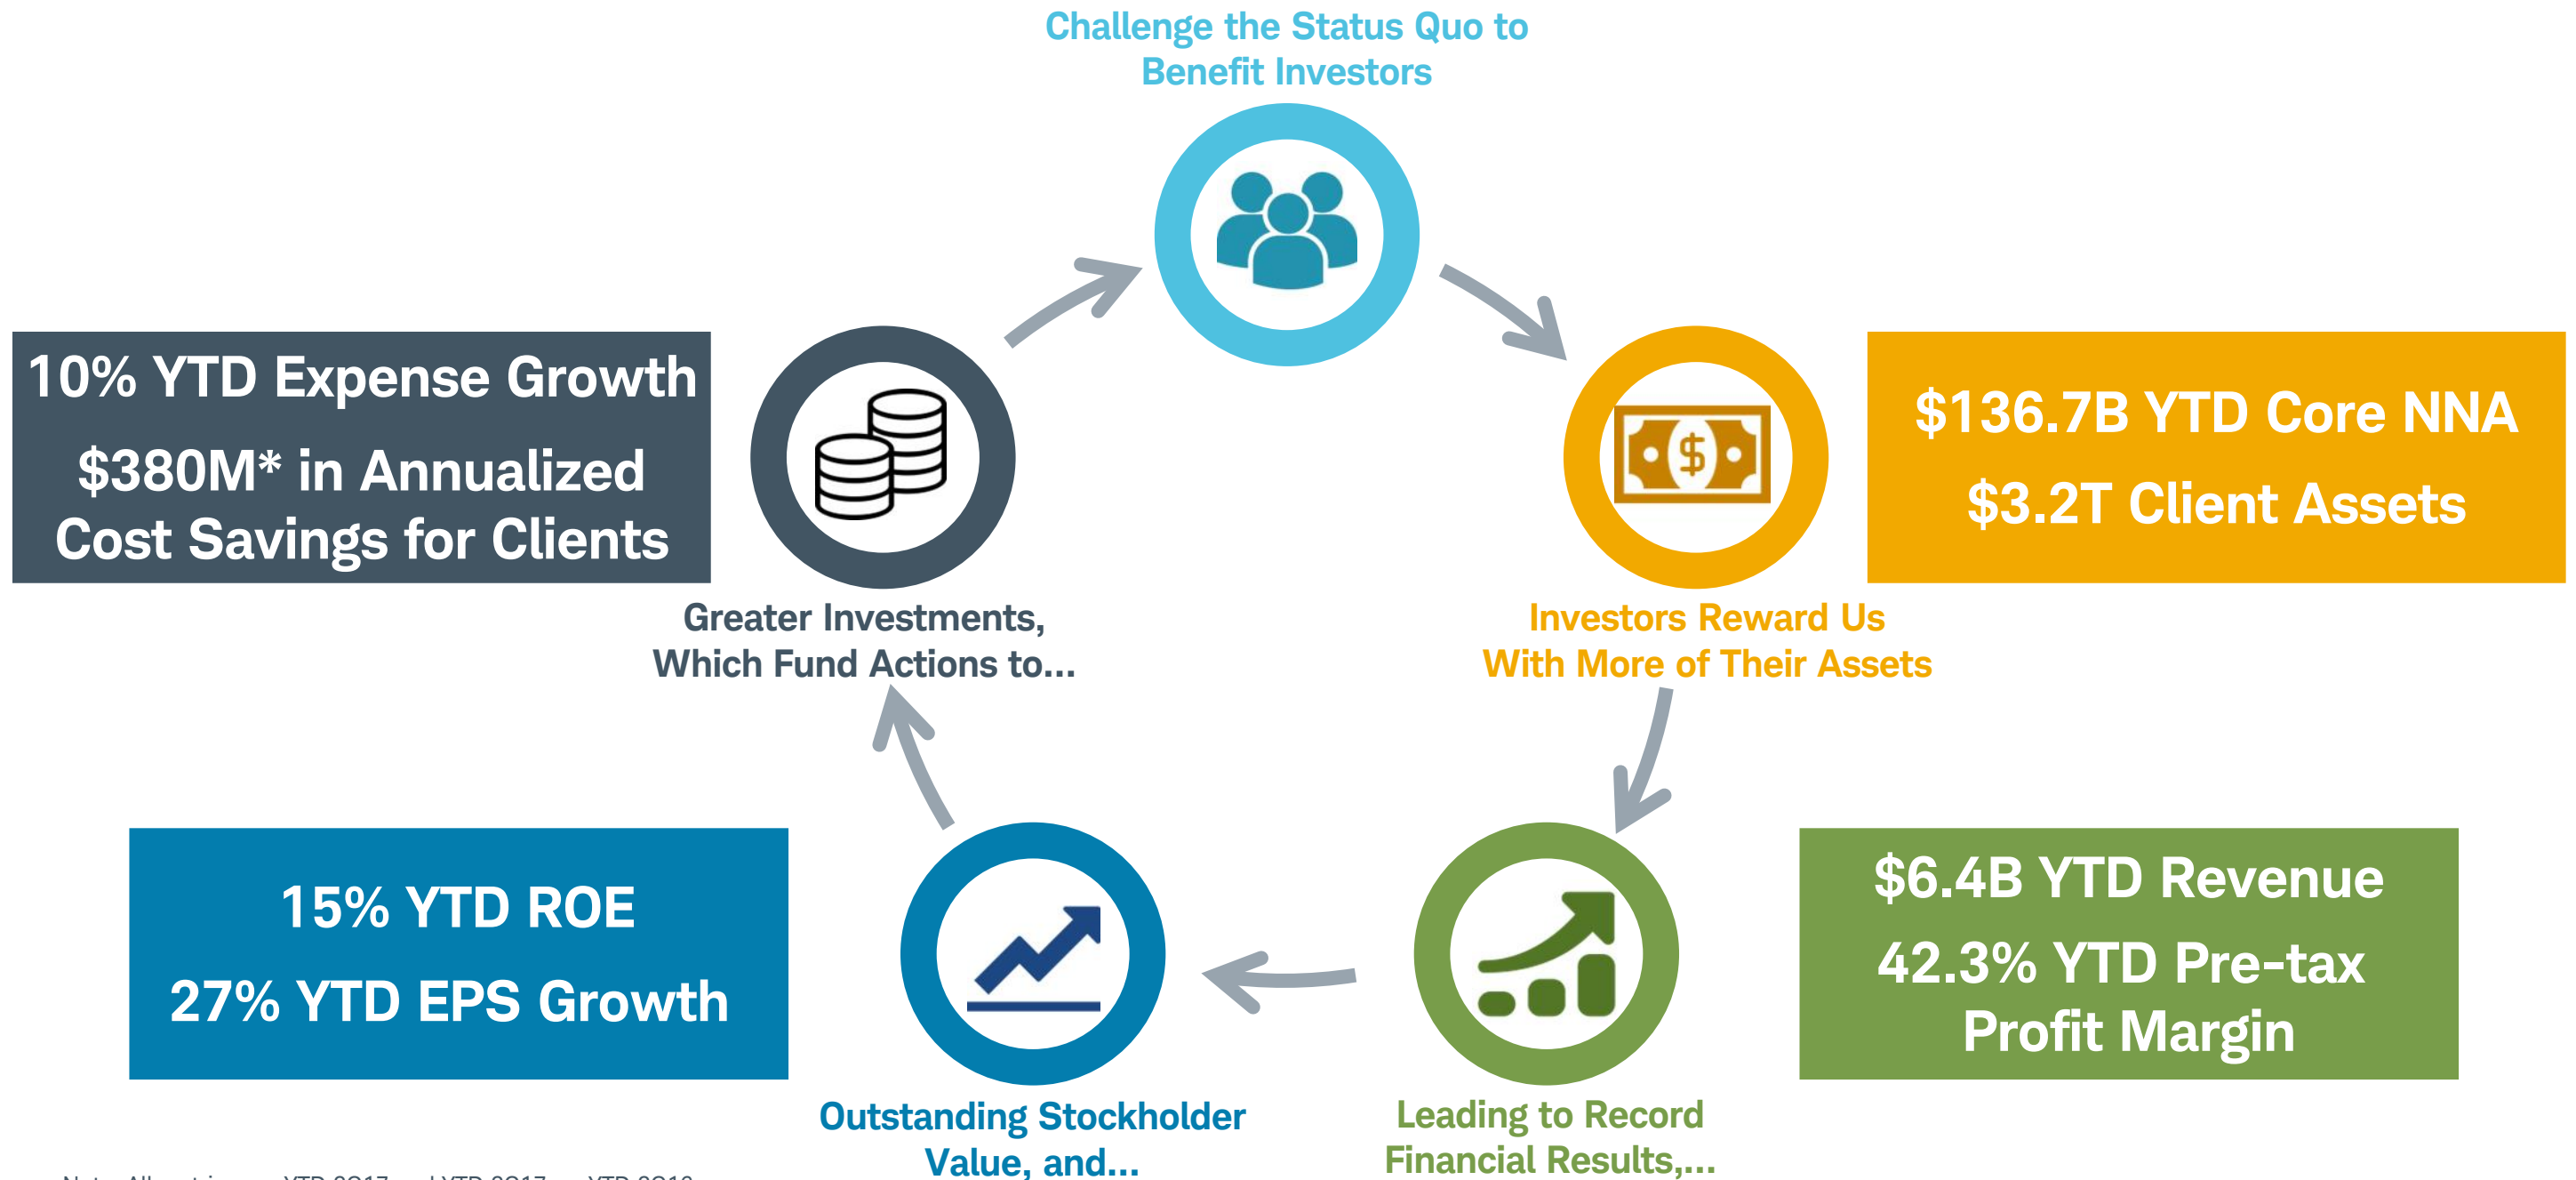 Challenge the Status Quo to
Benefit Investors
10% YTD Expense Growth
$380M* in Annualized
Cost Savings for Clients
$136.7B YTD Core NNA
$3.2T Client Assets
$
Greater Investments,
Which Fund Actions to...
Investors Reward Us
With More of Their Assets
15% YTD ROE
27% YTD EPS Growth
$6.4B YTD Revenue
42.3% YTD Pre-tax
Profit Margin
Outstanding Stockholder
Value, and...
Leading to Record
Financial Results,...